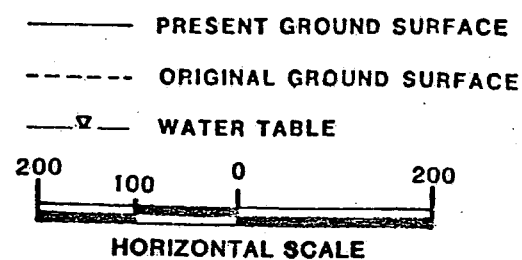 PRESENT GROUND SURFACE
ORIGINAL GROUND SURFACE
WATER TABLE
200 100 0 200
HORIZONTAL SCALE